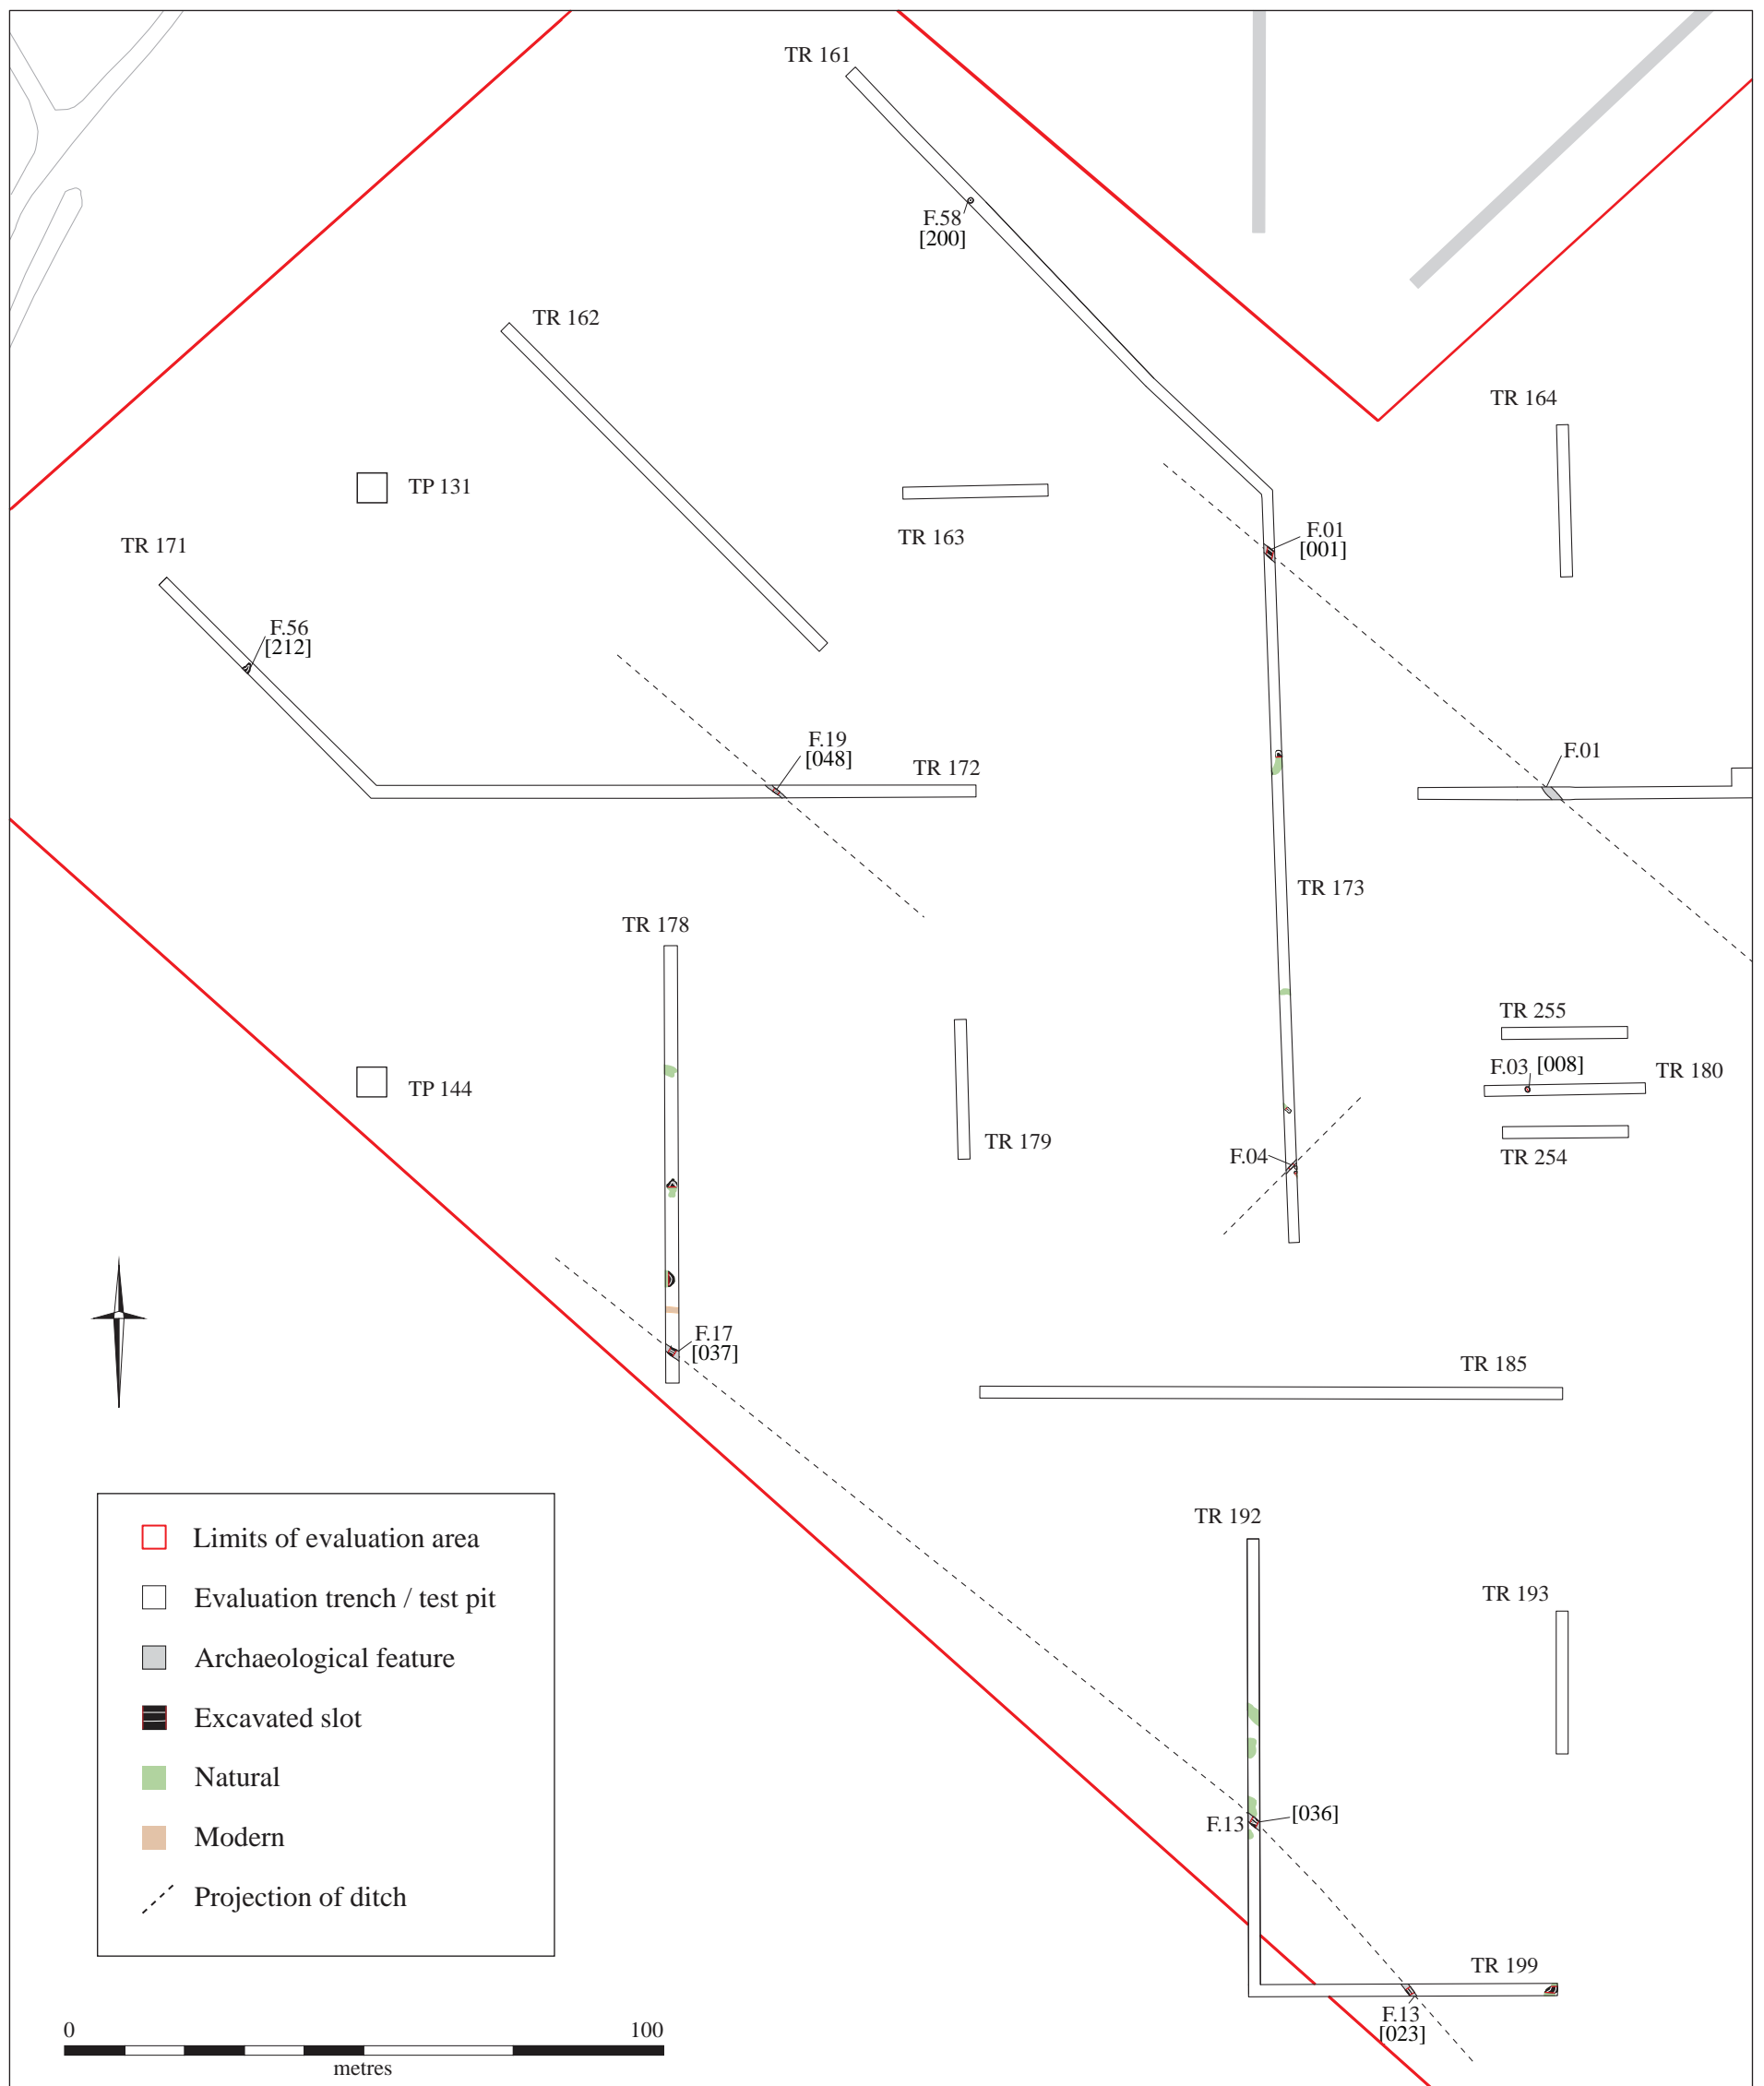 TR 161
F.58
[200]
TR 162
TR 164
TP 131
TR 163
F.01
[001]
TR 171
F.56
[212]
F.19
[048]
TR 172
F.01
TR 173
TR 178
TR 255
F.03 [008]
TR 180
TP 144
TR 179
F.04
TR 254
F.17
[037]
TR 185
TR 192
TR 193
[036]
F.13
TR 199
F.13
[023]
Limits of evaluation area
Evaluation trench / test pit
Archaeological feature
Excavated slot
Natural
Modern
Projection of ditch
0 100
metres